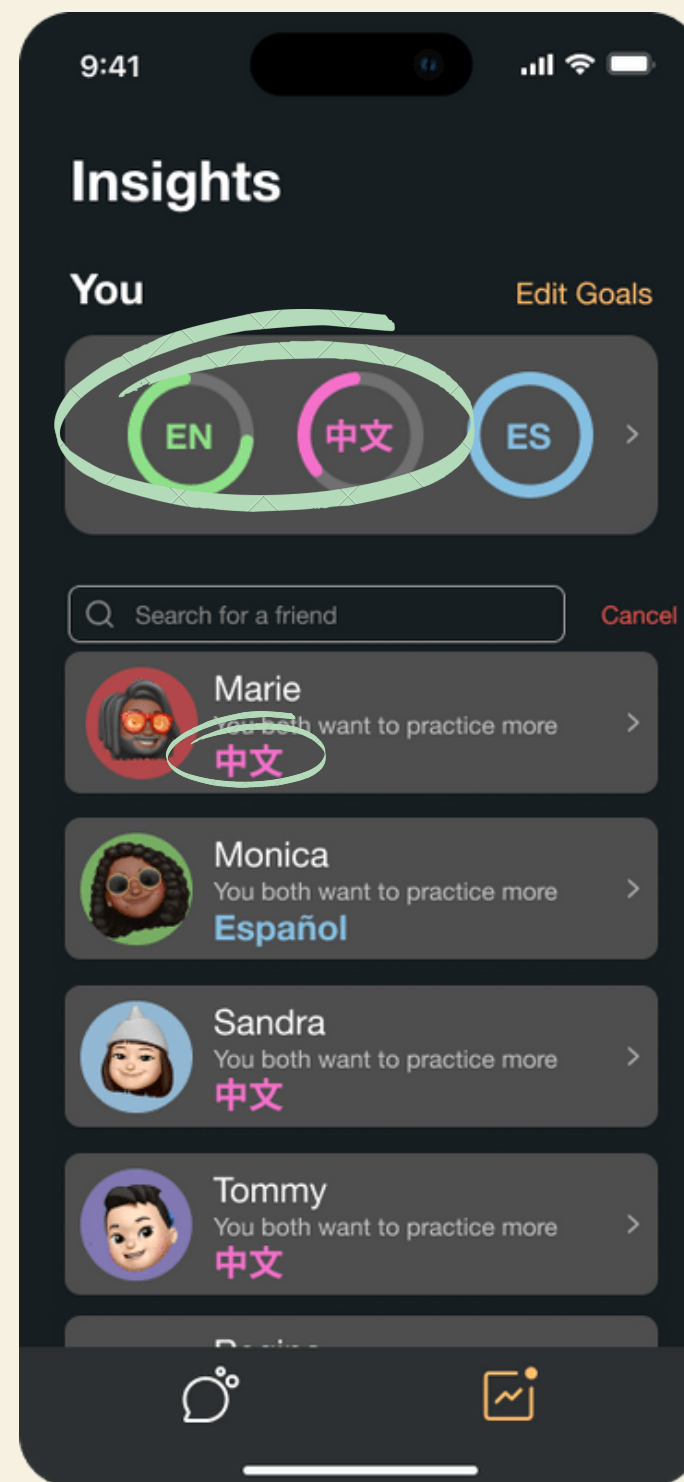 9:41
Insights
You
Edit Goals
EN
中文
ES
Search for a friend
Cancel
Marie
You both want to practice more
中文
Monica
You both want to practice more
Español
Sandra
You both want to practice more
中文
Tommy
You both want to practice more
中文